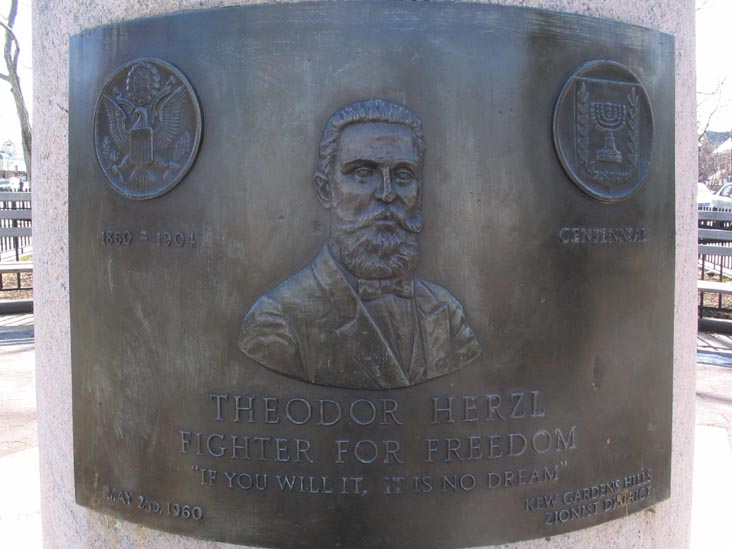 1860 - 1904
CENTENNIAL
THEODOR HERZL
FIGHTER FOR FREEDOM
"IF YOU WILL IT, IT IS NO DREAM"
MAY 2ND, 1960
KEW GARDENS HILLS
ZIONIST DISTRICT